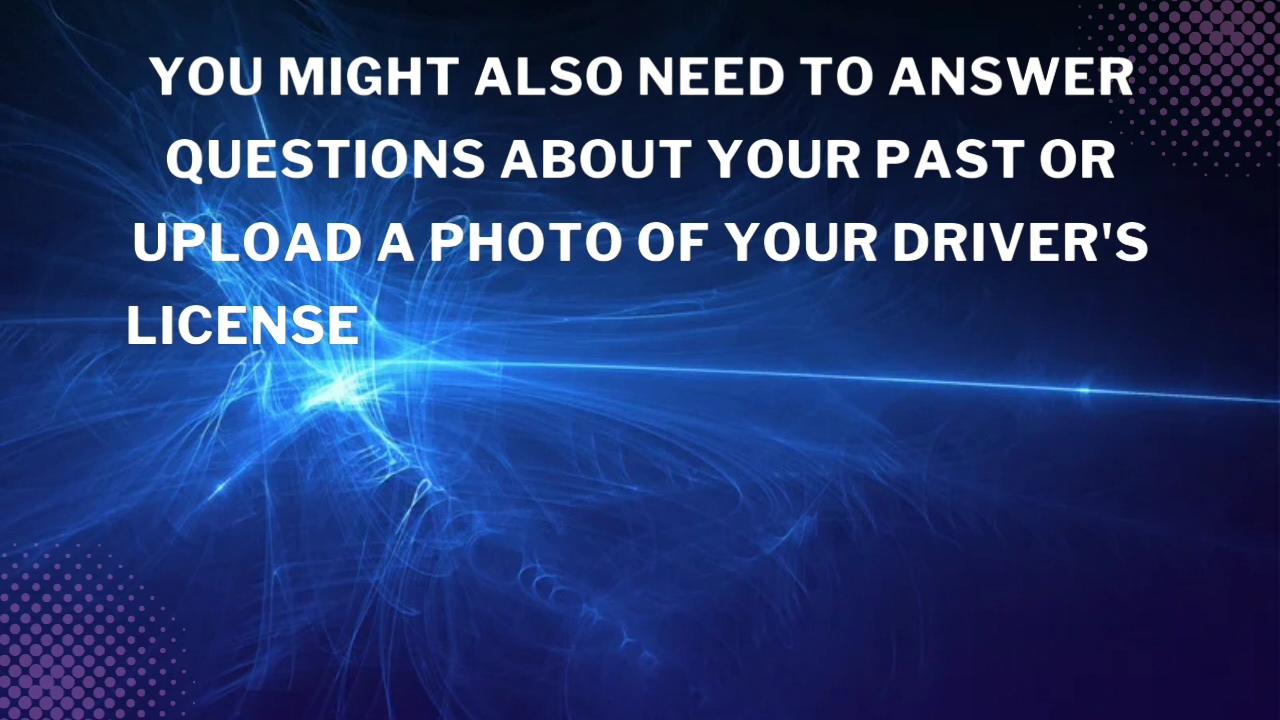 YOU MIGHT ALSO NEED TO ANSWER
QUESTIONS ABOUT YOUR PAST OR
UPLOAD A PHOTO OF YOUR DRIVER'S
LICENSE